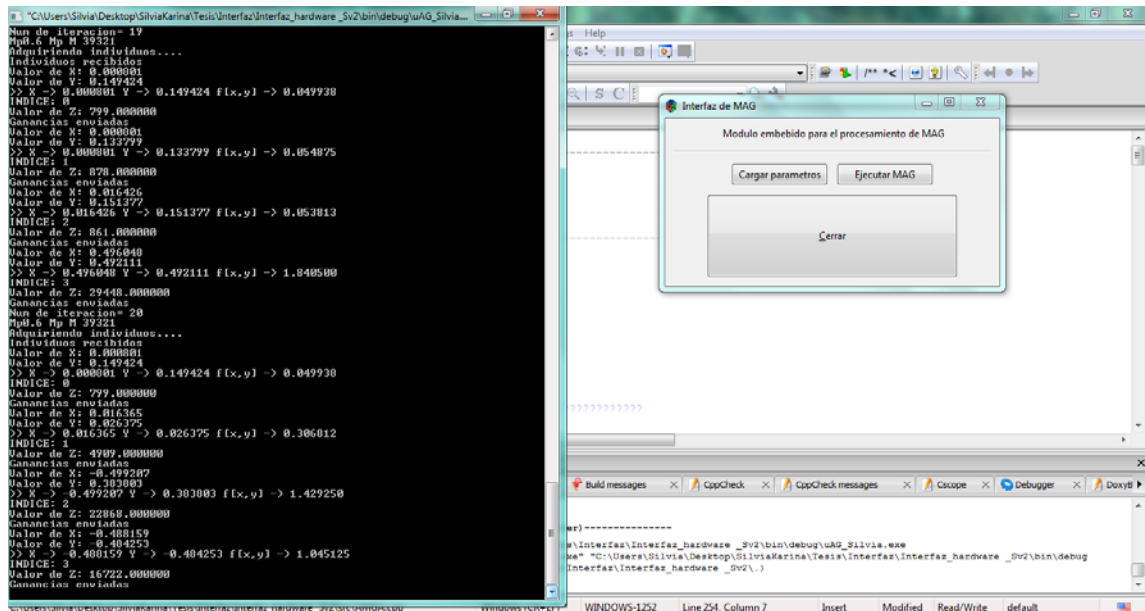 "C:\Users\Silvia\Desktop\SilviaKarina\Tesis\Interfaz\Interfaz_hardware _Sv2\bin\debug\uAG_Silvia....
Num de iteracion= 19
Mp0.6 Mp M 39321
Adquiriendo individuos....
Individuos recibidos
Valor de X: 0.000801
Valor de Y: 0.149424
>> X -> 0.000801 Y -> 0.149424 f[x,y] -> 0.049938
INDICE: 0
Valor de Z: 799.000000
Ganancias enviadas
Valor de X: 0.000801
Valor de Y: 0.133799
>> X -> 0.000801 Y -> 0.133799 f[x,y] -> 0.054875
INDICE: 1
Valor de Z: 878.000000
Ganancias enviadas
Valor de X: 0.016426
Valor de Y: 0.151377
>> X -> 0.016426 Y -> 0.151377 f[x,y] -> 0.053813
INDICE: 2
Valor de Z: 861.000000
Ganancias enviadas
Valor de X: 0.496048
Valor de Y: 0.492111
>> X -> 0.496048 Y -> 0.492111 f[x,y] -> 1.840500
INDICE: 3
Valor de Z: 29448.000000
Ganancias enviadas
Num de iteracion= 20
Mp0.6 Mp M 39321
Adquiriendo individuos....
Individuos recibidos
Valor de X: 0.000801
Valor de Y: 0.149424
>> X -> 0.000801 Y -> 0.149424 f[x,y] -> 0.049938
INDICE: 0
Valor de Z: 799.000000
Ganancias enviadas
Valor de X: 0.016365
Valor de Y: 0.026375
>> X -> 0.016365 Y -> 0.026375 f[x,y] -> 0.306812
INDICE: 1
Valor de Z: 4909.000000
Ganancias enviadas
Valor de X: -0.499207
Valor de Y: 0.383803
>> X -> -0.499207 Y -> 0.383803 f[x,y] -> 1.429250
INDICE: 2
Valor de Z: 22868.000000
Ganancias enviadas
Valor de X: -0.488159
Valor de Y: -0.484253
>> X -> -0.488159 Y -> -0.484253 f[x,y] -> 1.045125
INDICE: 3
Valor de Z: 16722.000000
Ganancias enviadas
Help
/** *<
S C
Interfaz de MAG
Modulo embebido para el procesamiento de MAG
Cargar parametros Ejecutar MAG
Cerrar
????????????
Build messages CppCheck CppCheck messages Cscope Debugger
er)---------------
s\Interfaz\Interfaz_hardware _Sv2\bin\debug\uAG_Silvia.exe
xe" "C:\Users\Silvia\Desktop\SilviaKarina\Tesis\Interfaz\Interfaz_hardware _Sv2\bin\debug
Interfaz\Interfaz_hardware _Sv2\.)
WINDOWS-1252 Line 254, Column 7 Insert Modified Read/Write default